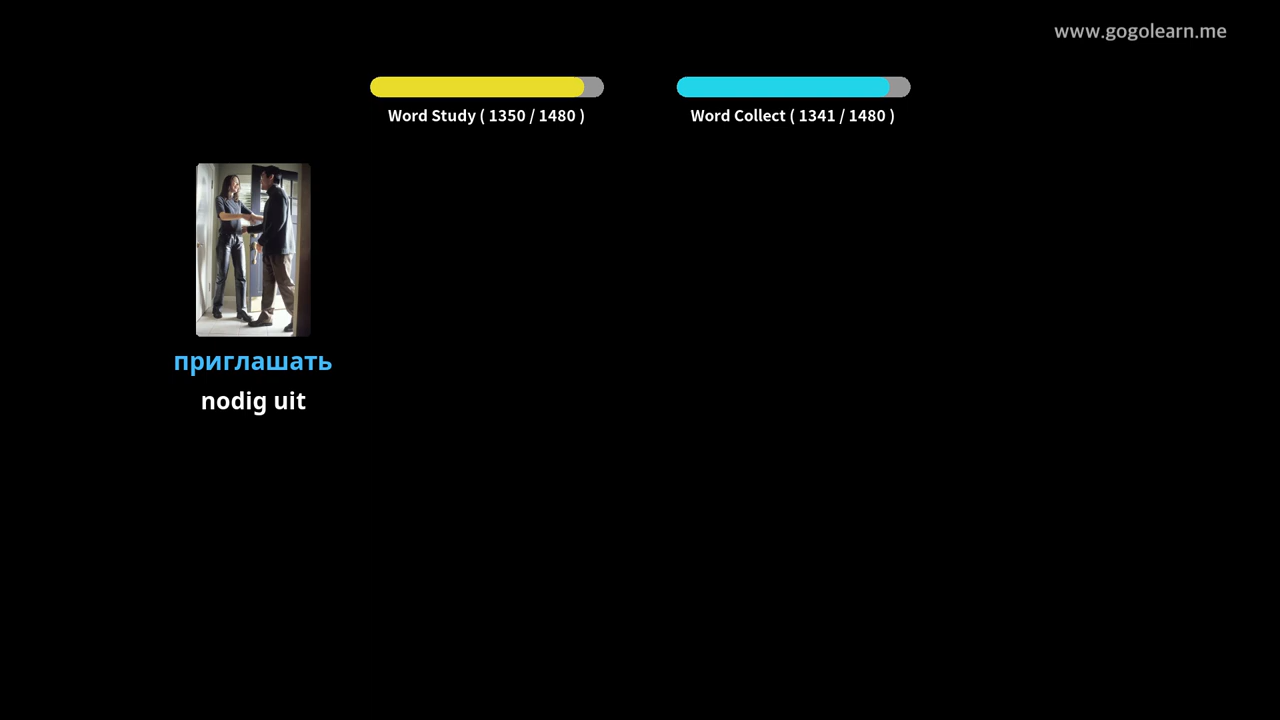 www.gogolearn.me
Word Study ( 1350 / 1480 )
Word Collect ( 1341 / 1480 )
приглашать
nodig uit